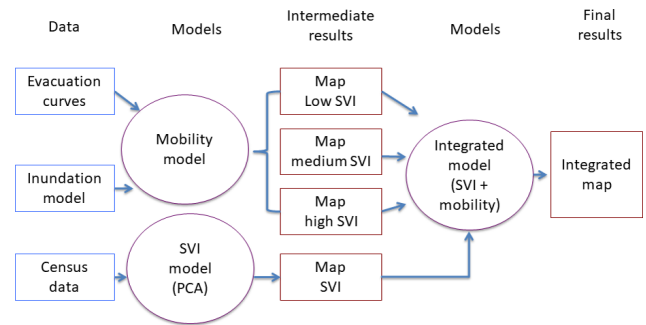 Data
Models
Intermediate
results
Models
Final
results
Evacuation
curves
Inundation
model
Census
data
Mobility
model
SVI
model
(PCA)
Map
Low SVI
Map
medium SVI
Map
high SVI
Map
SVI
Integrated
model
(SVI +
mobility)
Integrated
map